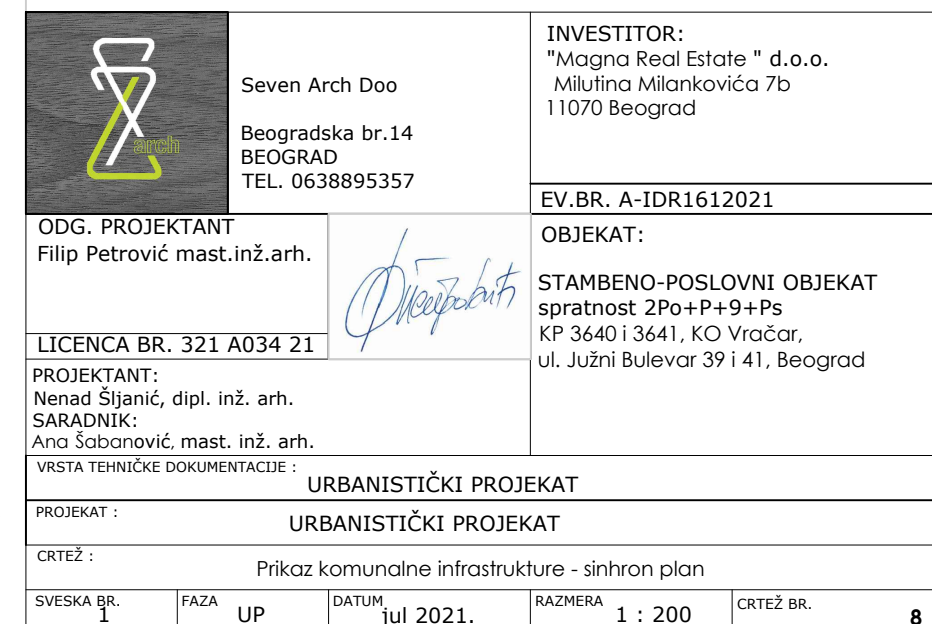 arch
Seven Arch Doo
Beogradska br.14
BEOGRAD
TEL. 0638895357
INVESTITOR:
"Magna Real Estate " d.o.o.
Milutina Milankovića 7b
11070 Beograd
EV.BR. A-IDR1612021
ODG. PROJEKTANT
Filip Petrović mast.inž.arh.
LICENCA BR. 321 A034 21
OBJEKAT:
STAMBENO-POSLOVNI OBJEKAT
spratnost 2Po+P+9+Ps
KP 3640 i 3641, KO Vračar,
ul. Južni Bulevar 39 i 41, Beograd
PROJEKTANT:
Nenad Šljanić, dipl. inž. arh.
SARADNIK:
Ana Šabanović, mast. inž. arh.
VRSTA TEHNIČKE DOKUMENTACIJE :
URBANISTIČKI PROJEKAT
PROJEKAT :
URBANISTIČKI PROJEKAT
CRTEŽ :
Prikaz komunalne infrastrukture - sinhron plan
SVESKA BR. 1
FAZA UP
DATUM jul 2021.
RAZMERA 1 : 200
CRTEŽ BR. 8